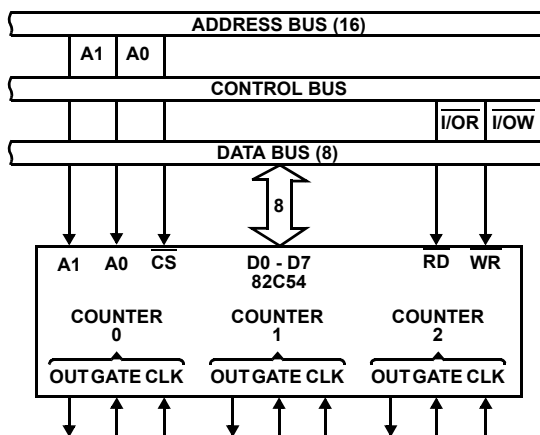 ADDRESS BUS (16)
A1 A0
CONTROL BUS
I/OR I/OW
DATA BUS (8)
8
A1 A0 CS D0 - D7 RD WR
82C54
COUNTER COUNTER COUNTER
0 1 2
OUT GATE CLK OUT GATE CLK OUT GATE CLK